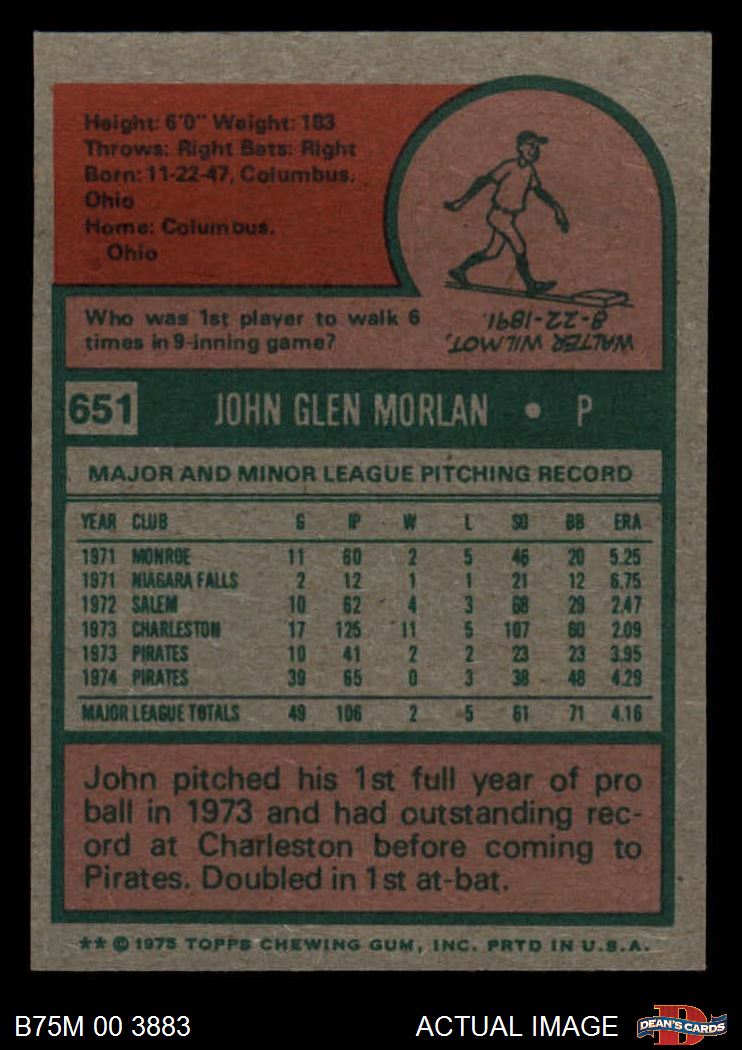 Height: 6'0" Weight: 183
Throws: Right Bats: Right
Born: 11-22-47, Columbus,
Ohio
Home: Columbus,
Ohio
Who was 1st player to walk 6
times in 9-inning game?
WALTER WILMOT,
8-22-1891.
651 JOHN GLEN MORLAN • P
MAJOR AND MINOR LEAGUE PITCHING RECORD
YEAR CLUB G IP W L SO BB ERA
1971 MONROE 11 60 2 5 46 20 5.25
1971 NIAGARA FALLS 2 12 1 1 21 12 6.75
1972 SALEM 10 62 4 3 68 29 2.47
1973 CHARLESTON 17 125 11 5 107 60 2.09
1973 PIRATES 10 41 2 2 23 23 3.95
1974 PIRATES 39 65 0 3 38 48 4.29
MAJOR LEAGUE TOTALS 49 106 2 5 61 71 4.16
John pitched his 1st full year of pro
ball in 1973 and had outstanding rec-
ord at Charleston before coming to
Pirates. Doubled in 1st at-bat.
** © 1975 TOPPS CHEWING GUM, INC. PRTD IN U.S.A.
B75M 00 3883 ACTUAL IMAGE DEAN'S CARDS